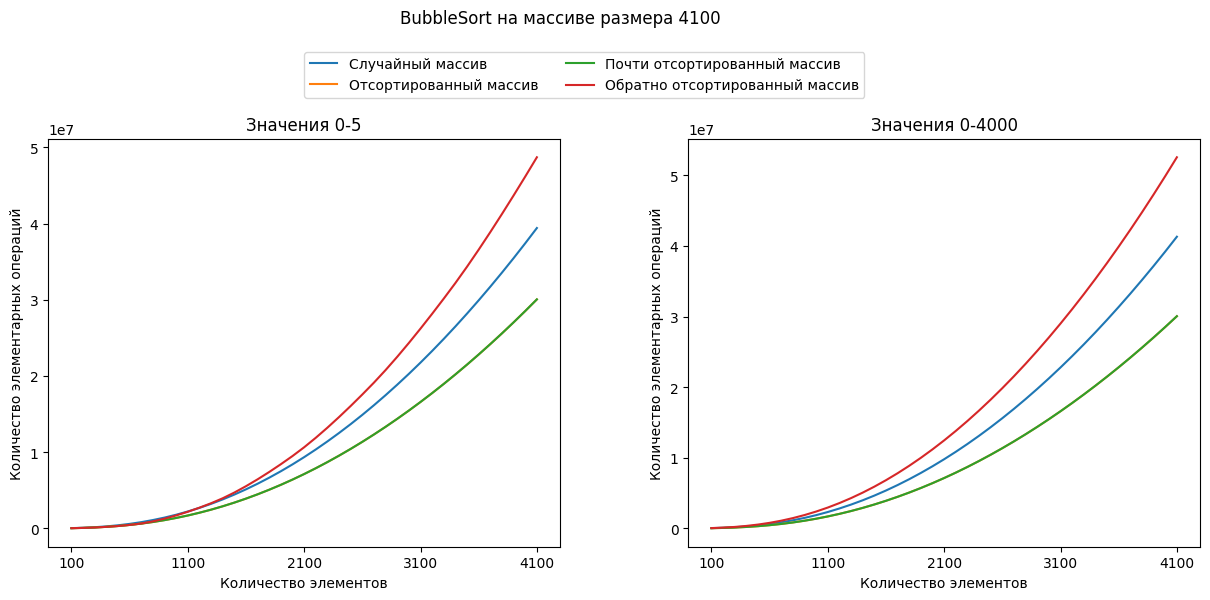 BubbleSort на массиве размера 4100
Случайный массив
Отсортированный массив
Почти отсортированный массив
Обратно отсортированный массив
Значения 0-5
1e7
5
4
3
2
1
0
Количество элементарных операций
100 1100 2100 3100 4100
Количество элементов
Значения 0-4000
1e7
5
4
3
2
1
0
Количество элементарных операций
100 1100 2100 3100 4100
Количество элементов